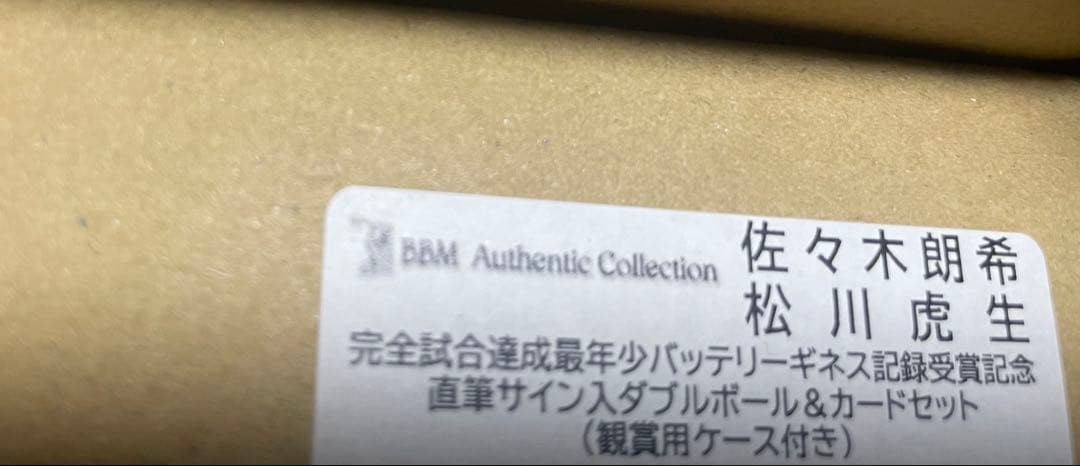 BBM Authentic Collection
佐々木朗希
松川虎生
完全試合達成最年少バッテリーギネス記録受賞記念
直筆サイン入ダブルボール&カードセット
(観賞用ケース付き)